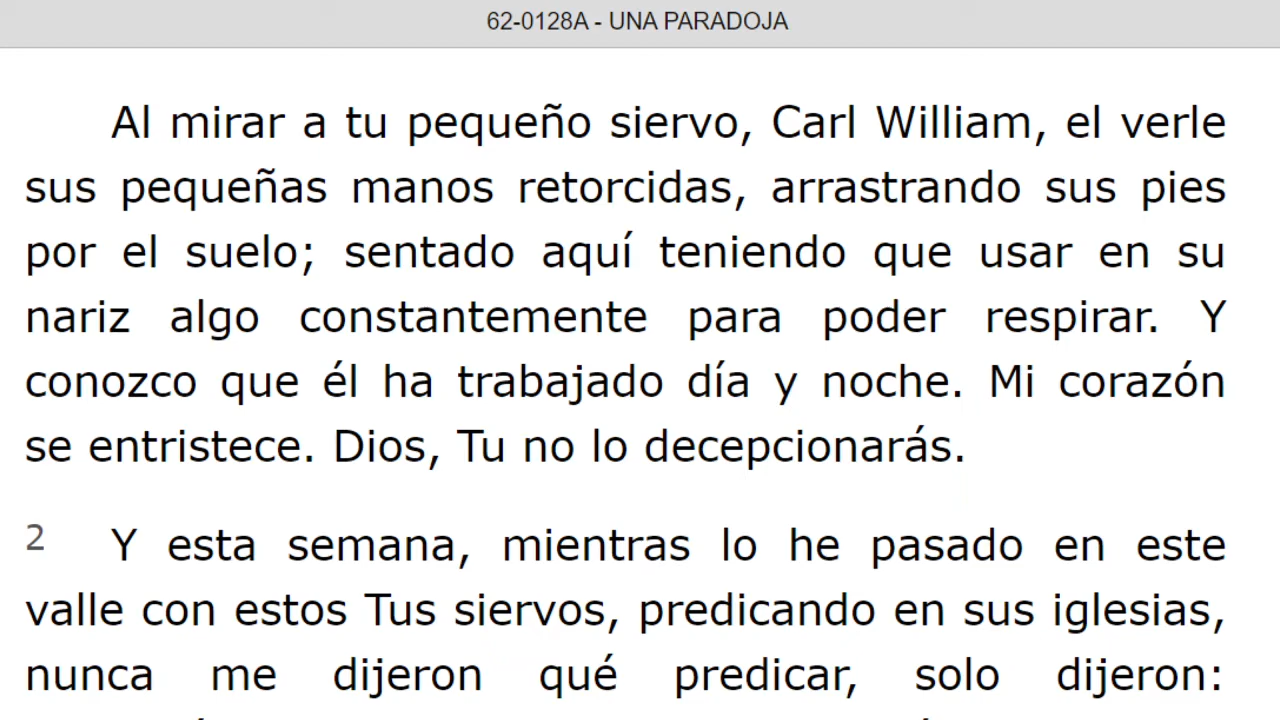 62-0128A - UNA PARADOJA
Al mirar a tu pequeño siervo, Carl William, el verle
sus pequeñas manos retorcidas, arrastrando sus pies
por el suelo; sentado aquí teniendo que usar en su
nariz algo constantemente para poder respirar. Y
conozco que él ha trabajado día y noche. Mi corazón
se entristece. Dios, Tu no lo decepcionarás.
2 Y esta semana, mientras lo he pasado en este
valle con estos Tus siervos, predicando en sus iglesias,
nunca me dijeron qué predicar, solo dijeron: